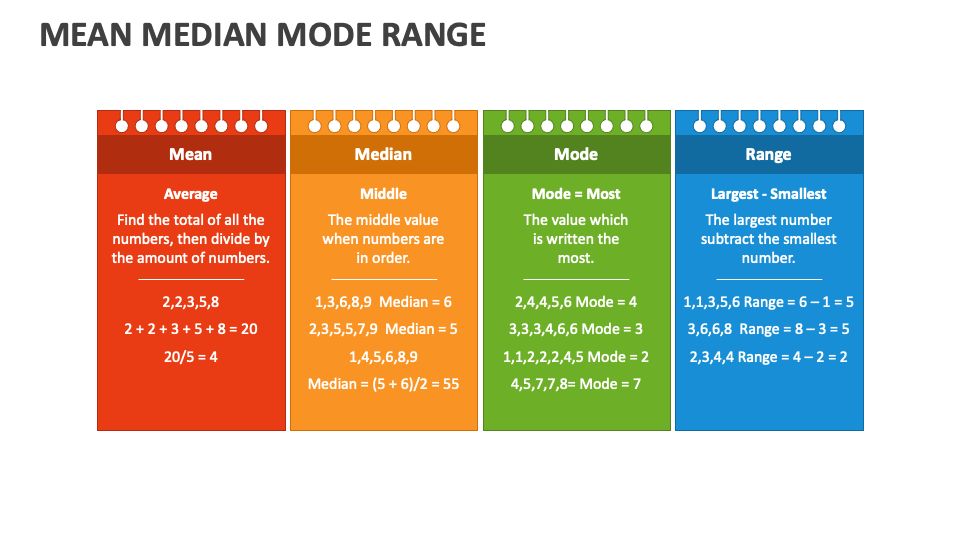 MEAN MEDIAN MODE RANGE
Mean
Average
Find the total of all the
numbers, then divide by
the amount of numbers.
2,2,3,5,8
2 + 2 + 3 + 5 + 8 = 20
20/5 = 4
Median
Middle
The middle value
when numbers are
in order.
1,3,6,8,9  Median = 6
2,3,5,5,7,9  Median = 5
1,4,5,6,8,9
Median = (5 + 6)/2 = 55
Mode
Mode = Most
The value which
is written the
most.
2,4,4,5,6 Mode = 4
3,3,3,4,6,6 Mode = 3
1,1,2,2,2,4,5 Mode = 2
4,5,7,7,8= Mode = 7
Range
Largest - Smallest
The largest number
subtract the smallest
number.
1,1,3,5,6 Range = 6 – 1 = 5
3,6,6,8  Range = 8 – 3 = 5
2,3,4,4 Range = 4 – 2 = 2